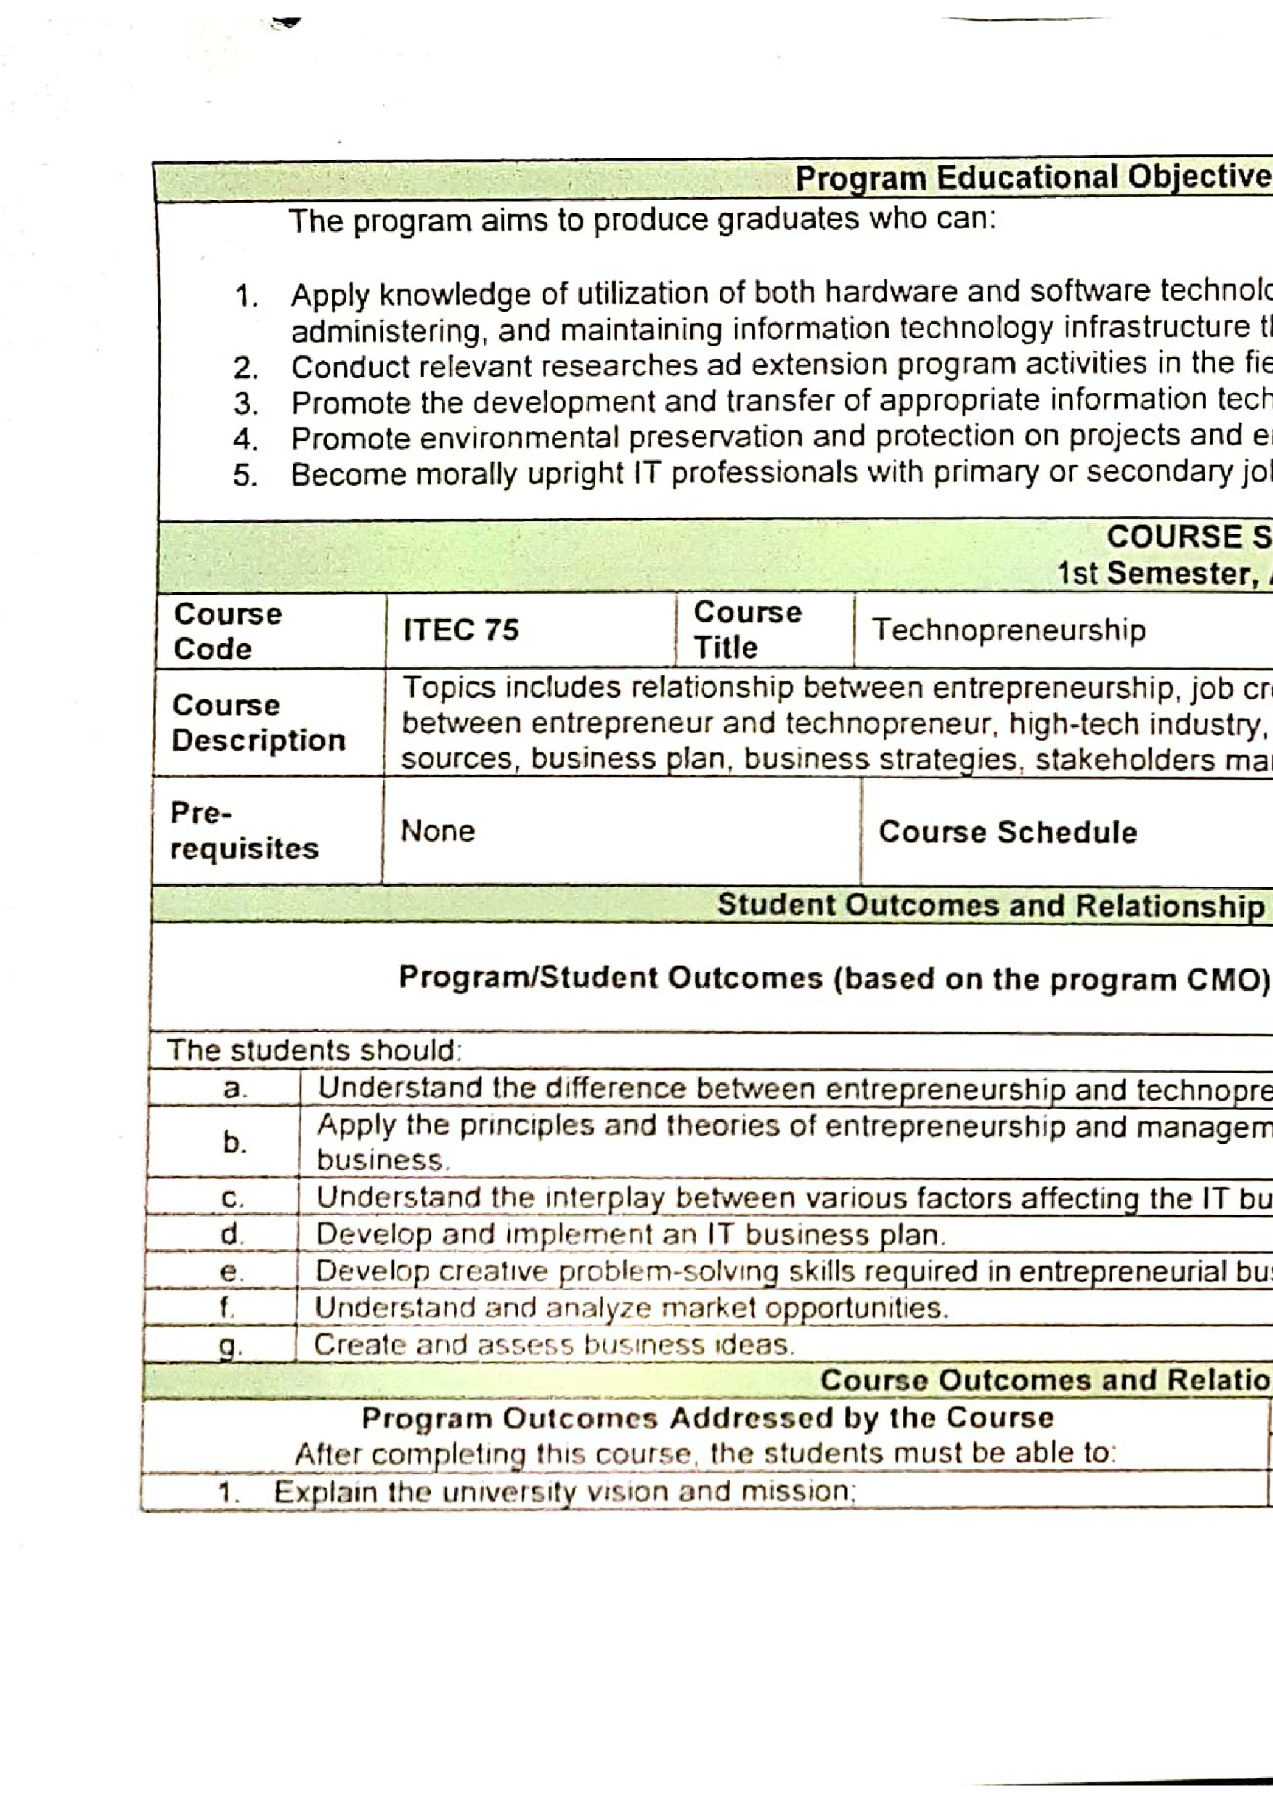 Program Educational Objective
The program aims to produce graduates who can:
1. Apply knowledge of utilization of both hardware and software
administering, and maintaining information technology infrastructure
2. Conduct relevant researches ad extension program activities in the
3. Promote the development and transfer of appropriate information
4. Promote environmental preservation and protection on projects and
5. Become morally upright IT professionals with primary or secondary
COURSE S
1st Semester,
Course
Code
ITEC 75
Course
Title
Technopreneurship
Course
Description
Topics includes relationship between entrepreneurship, job
between entrepreneur and technopreneur, high-tech industry,
sources, business plan, business strategies, stakeholders
Pre-
requisites
None
Course Schedule
Student Outcomes and Relationship
Program/Student Outcomes (based on the program CMO)
The students should:
a. Understand the difference between entrepreneurship and
b. Apply the principles and theories of entrepreneurship and
business.
c. Understand the interplay between various factors affecting the IT
d. Develop and implement an IT business plan.
e. Develop creative problem-solving skills required in entrepreneurial
f. Understand and analyze market opportunities.
g. Create and assess business ideas.
Course Outcomes and Relatio
Program Outcomes Addressed by the Course
After completing this course, the students must be able to:
1. Explain the university vision and mission;